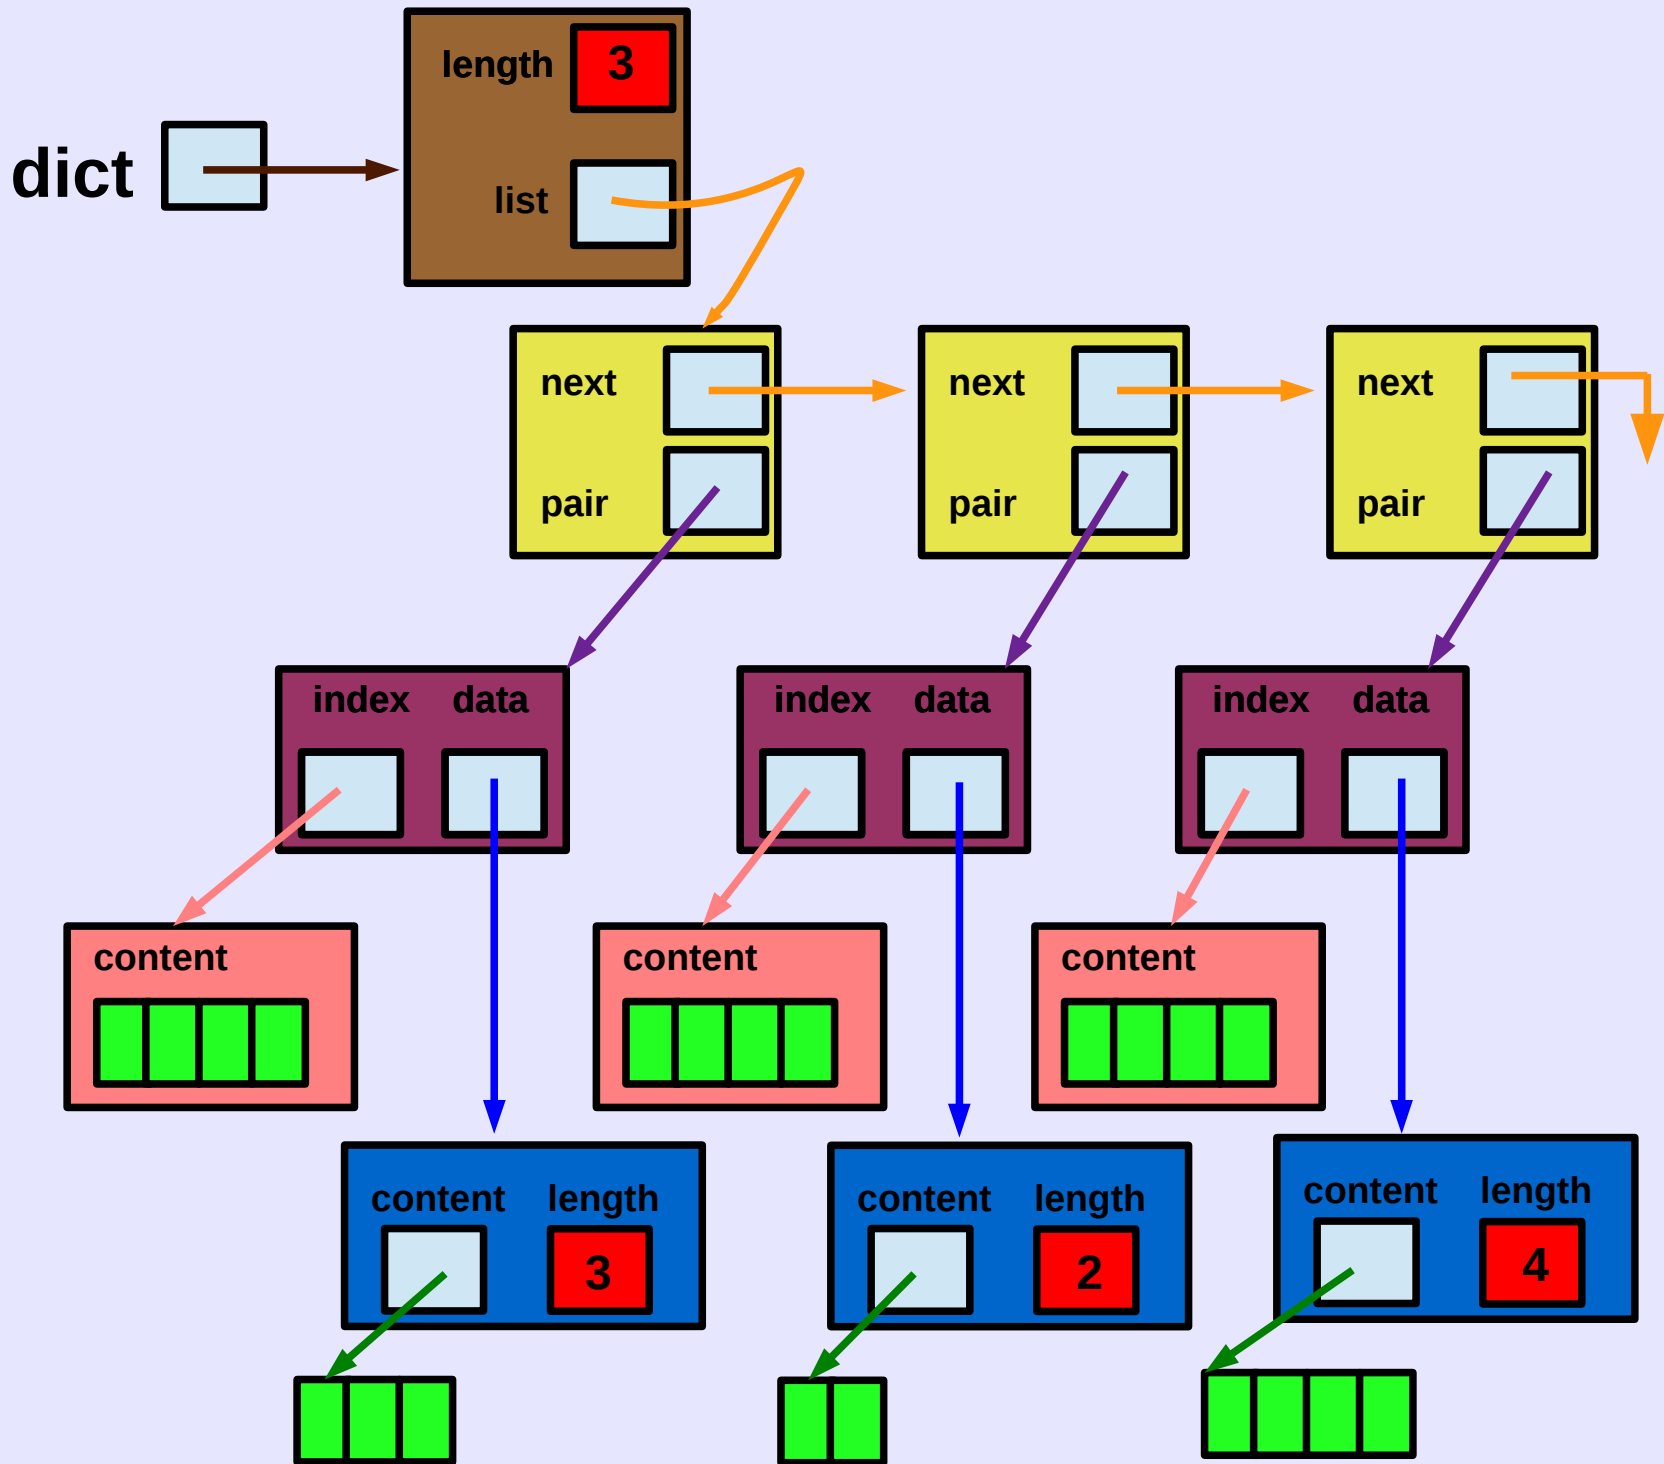 length 3
dict
list
next next next
pair pair pair
index data index data index data
content content content
content length content length content length
3 2 4